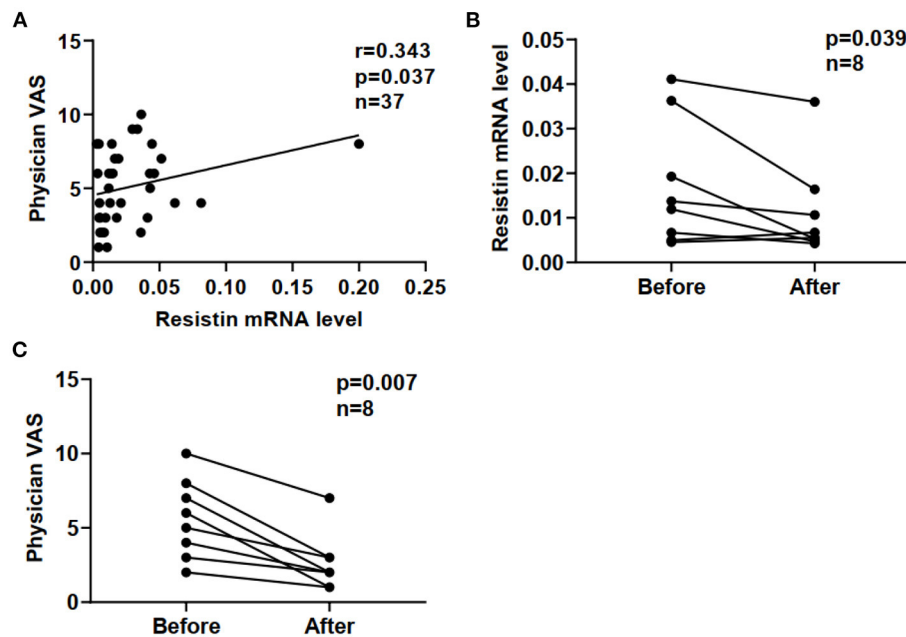 A
Physician VAS
15
10
5
0
r=0.343
p=0.037
n=37
0.00 0.05 0.10 0.15 0.20 0.25
Resistin mRNA level
B
Resistin mRNA level
0.05
0.04
0.03
0.02
0.01
0.00
p=0.039
n=8
Before After
C
Physician VAS
15
10
5
0
p=0.007
n=8
Before After